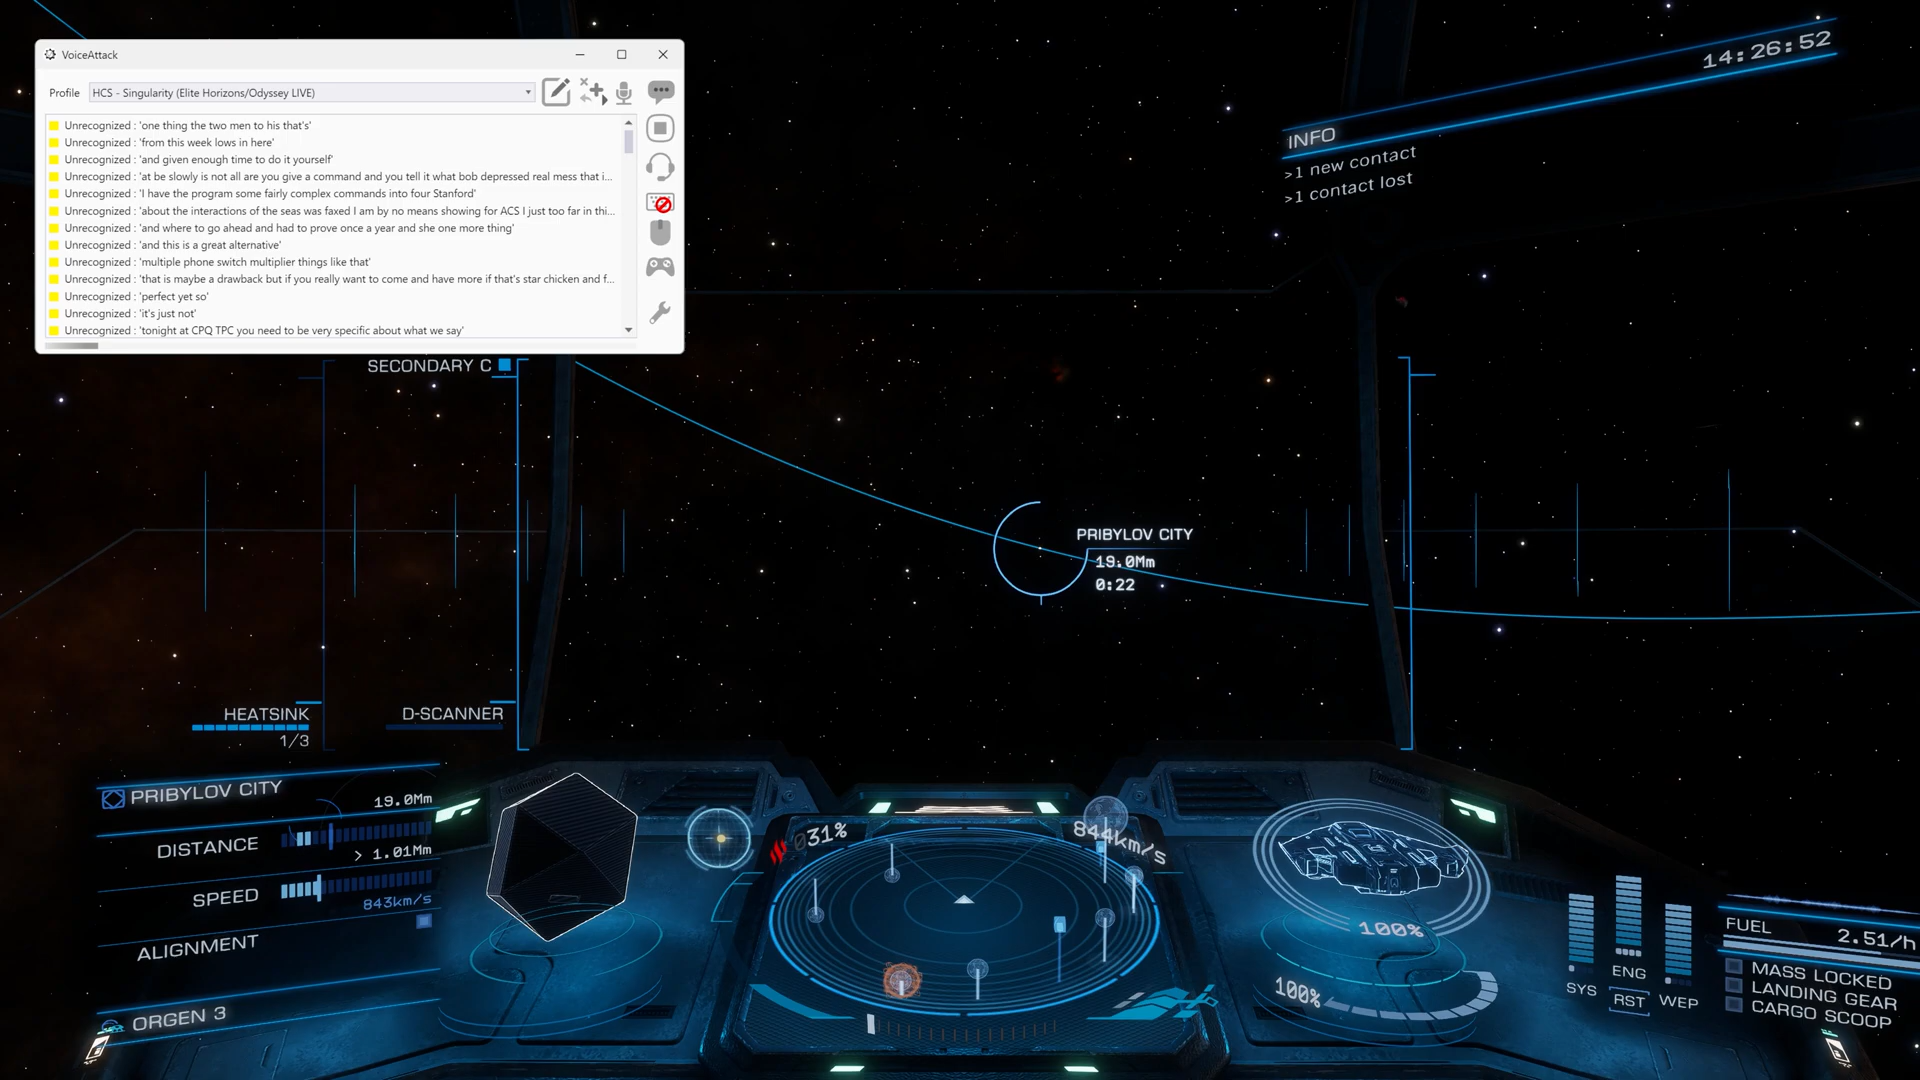 VoiceAttack
Profile
HCS - Singularity (Elite Horizons/Odyssey LIVE)
Unrecognized : 'one thing the two men to his that's'
Unrecognized : 'from this week lows in here'
Unrecognized : 'and given enough time to do it yourself'
Unrecognized : 'at be slowly is not all are you give a command and you tell it what bob depressed real mess that i...
Unrecognized : 'I have the program some fairly complex commands into four Stanford'
Unrecognized : 'about the interactions of the seas was faxed I am by no means showing for ACS I just too far in thi...
Unrecognized : 'and where to go ahead and had to prove once a year and she one more thing'
Unrecognized : 'and this is a great alternative'
Unrecognized : 'multiple phone switch multiplier things like that'
Unrecognized : 'that is maybe a drawback but if you really want to come and have more if that's star chicken and f...
Unrecognized : 'perfect yet so'
Unrecognized : 'it's just not'
Unrecognized : 'tonight at CPQ TPC you need to be very specific about what we say'
14:26:52
INFO
>1 new contact
>1 contact lost
SECONDARY C
PRIBYLOV CITY
19.0Mm
0:22
HEATSINK
1/3
D-SCANNER
PRIBYLOV CITY
19.0Mm
DISTANCE
> 1.01Mm
SPEED
843km/s
ALIGNMENT
ORGEN 3
031%
844km/s
100%
100%
SYS
ENG
WEP
RST
FUEL
2.51/h
MASS LOCKED
LANDING GEAR
CARGO SCOOP